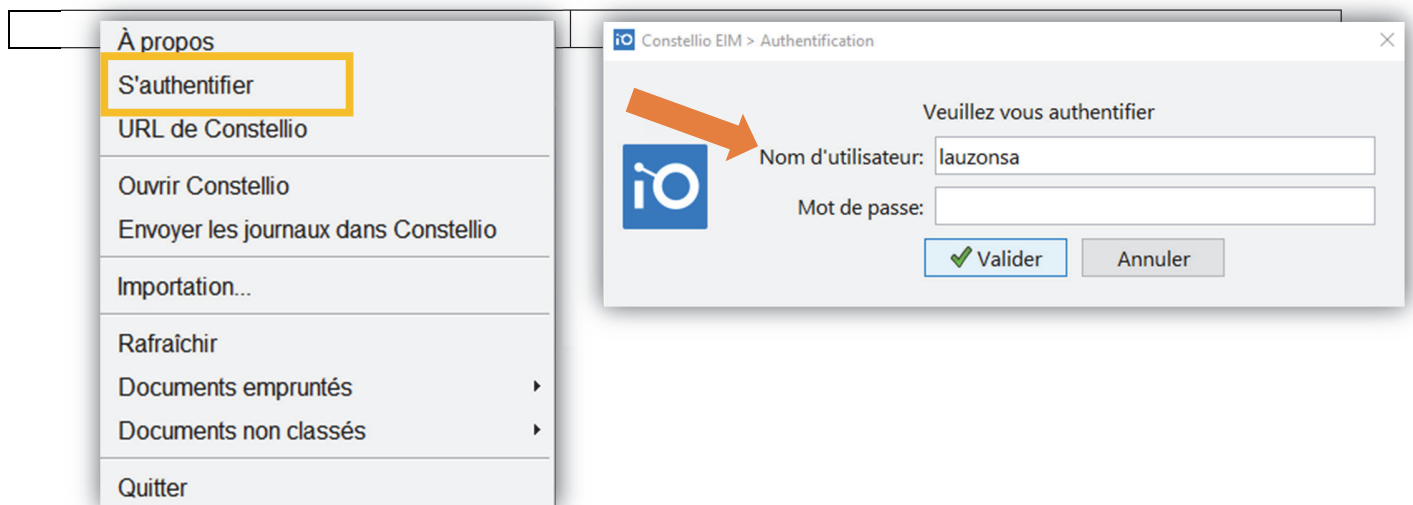 À propos
S'authentifier
URL de Constellio
Ouvrir Constellio
Envoyer les journaux dans Constellio
Importation...
Rafraîchir
Documents empruntés
Documents non classés
Quitter
iO Constellio EIM > Authentification
Veuillez vous authentifier
iO
Nom d'utilisateur: lauzonsa
Mot de passe:
Valider Annuler